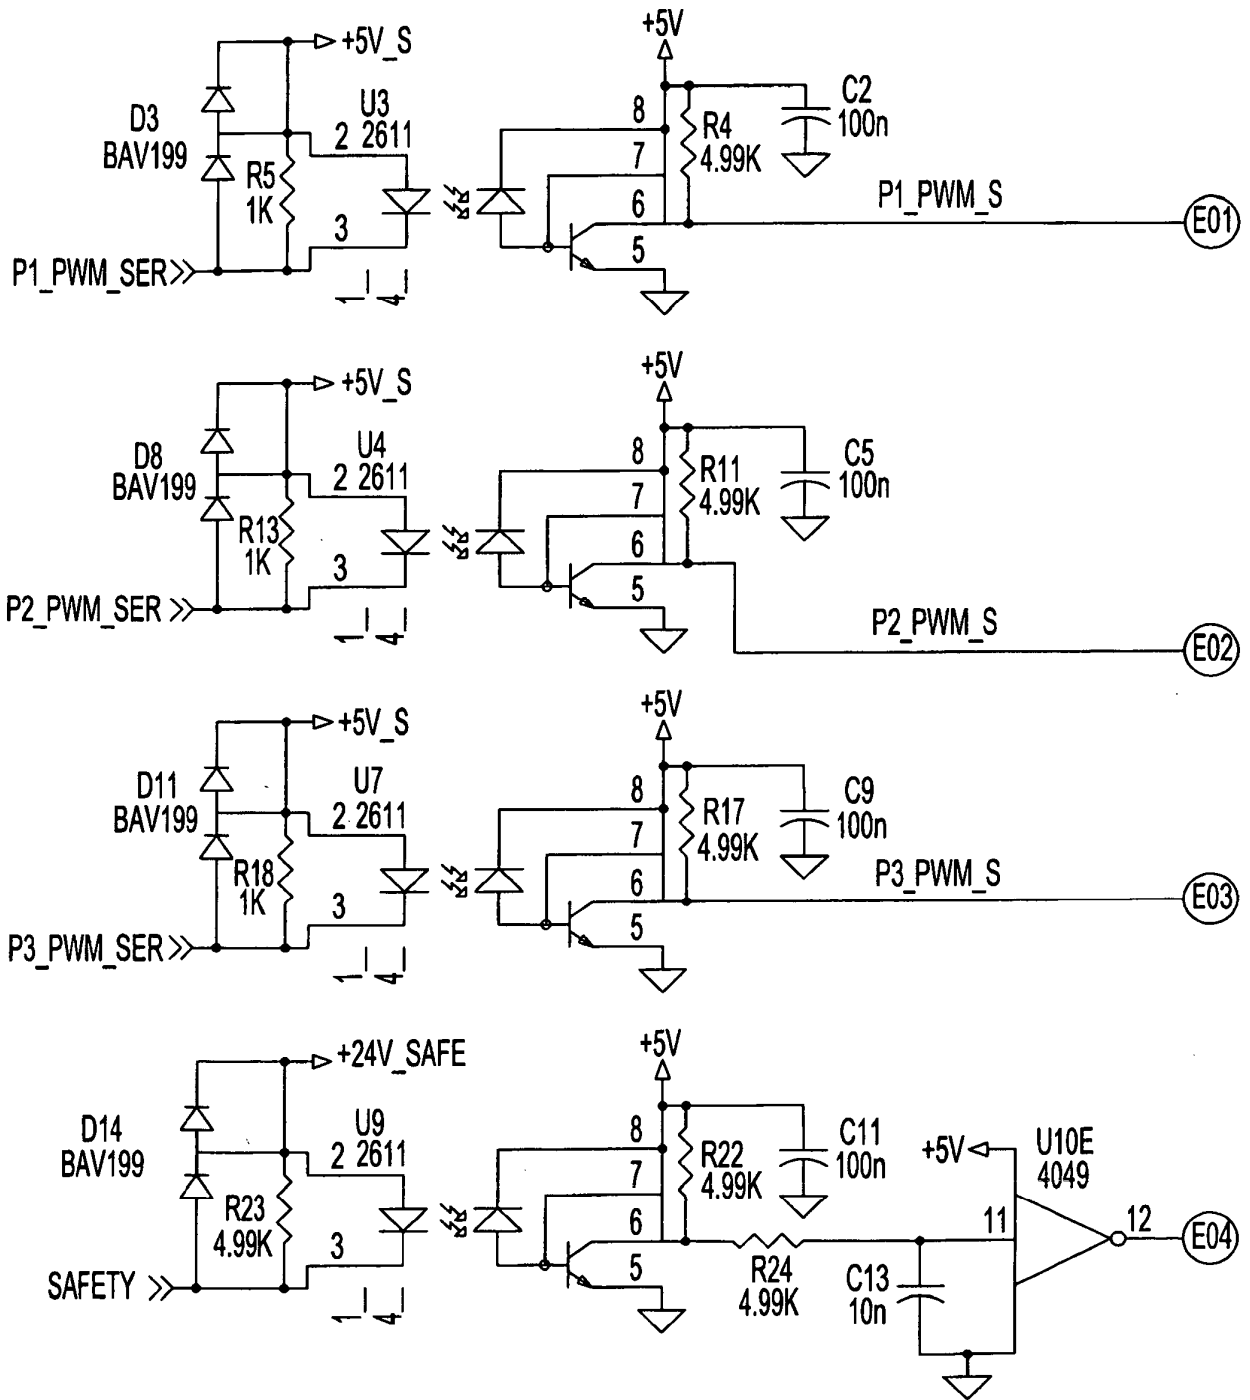 +5V_S
+5V
D3
BAV199
U3
2 2611
8
R4
4.99K
C2
100n
7
R5
1K
6
P1_PWM_S
E01
3
5
P1_PWM_SER
1
4
+5V_S
+5V
D8
BAV199
U4
2 2611
8
R11
4.99K
C5
100n
7
R13
1K
6
3
5
P2_PWM_SER
P2_PWM_S
E02
1
4
+5V_S
+5V
D11
BAV199
U7
2 2611
8
R17
4.99K
C9
100n
7
R18
1K
6
P3_PWM_S
E03
3
5
P3_PWM_SER
1
4
+24V_SAFE
+5V
D14
BAV199
U9
2 2611
8
R22
4.99K
C11
100n
+5V
U10E
4049
7
R23
4.99K
6
11
12
E04
3
5
R24
4.99K
C13
10n
SAFETY
1
4